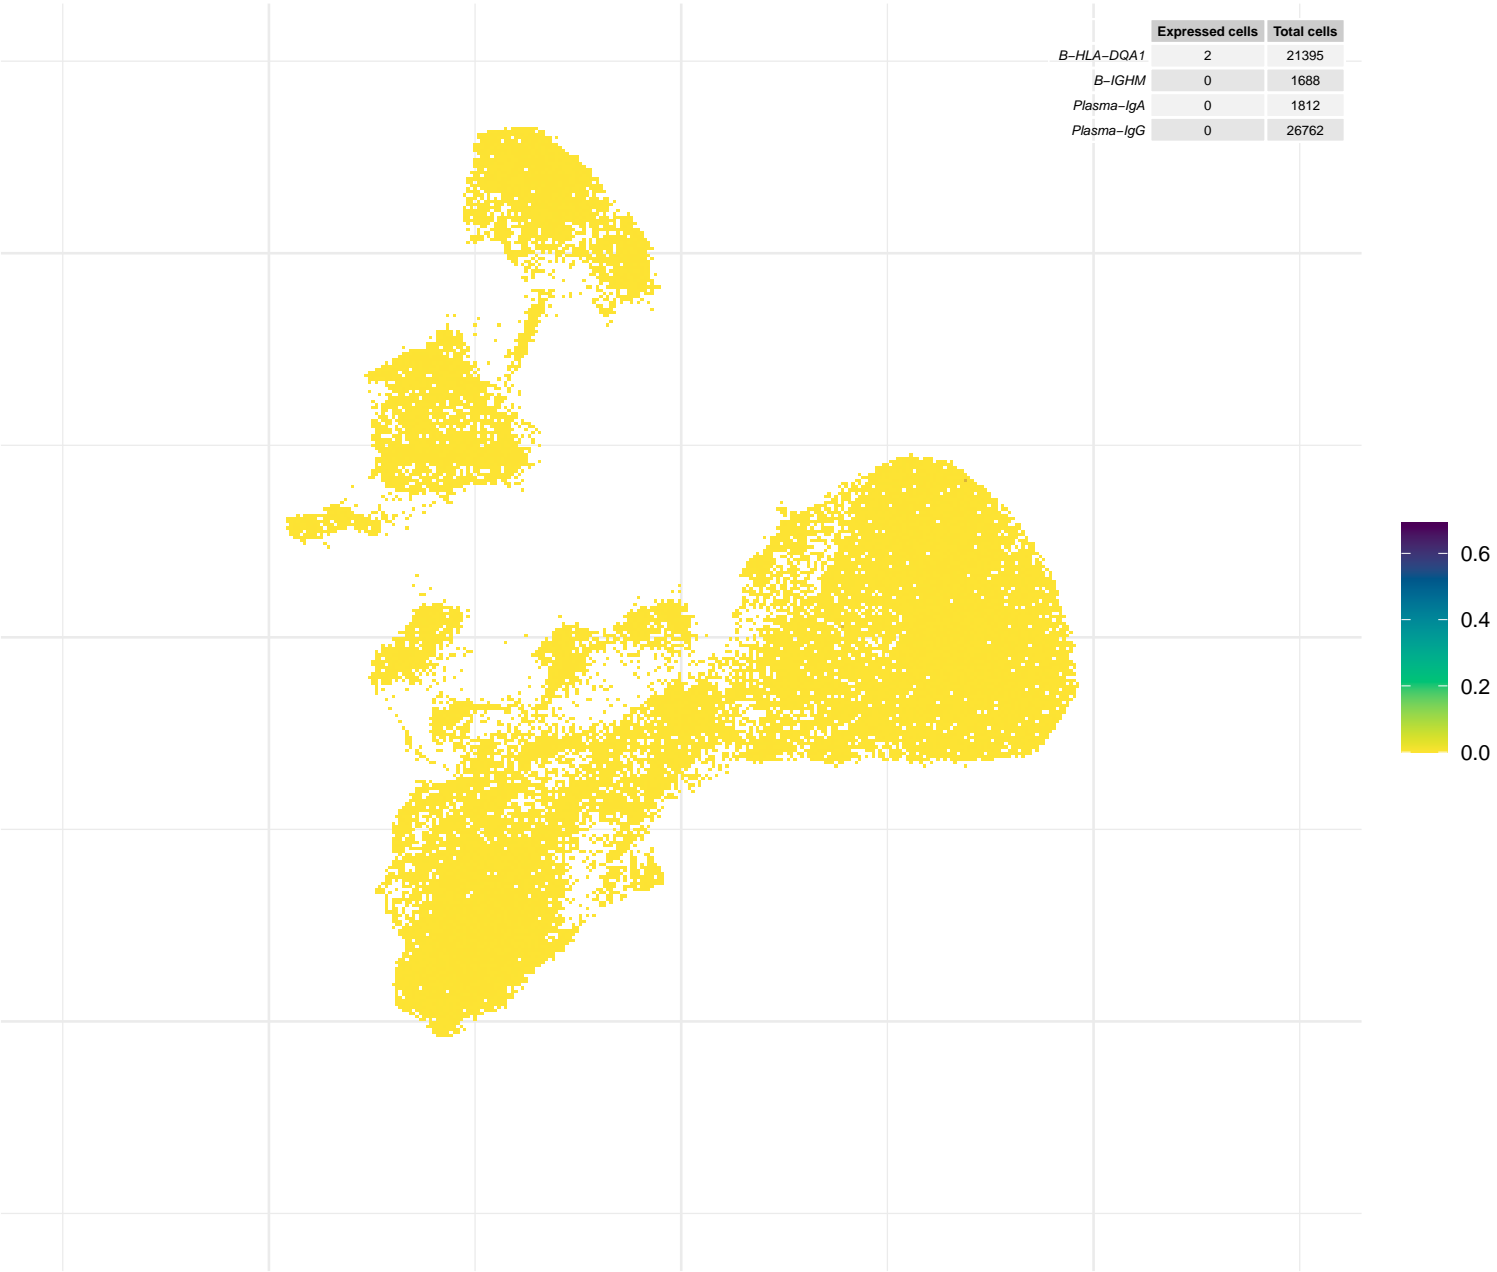 Expressed cells Total cells
B−HLA−DQA1 2 21395
B−IGHM 0 1688
Plasma−IgA 0 1812
Plasma−IgG 0 26762
0.6
0.4
0.2
0.0